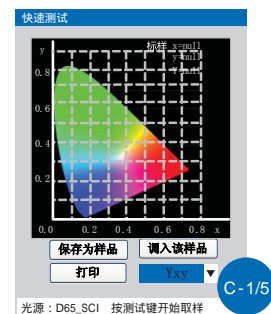 快速测试
y
标样 x=null
y=null
Y=null
0.8
0.6
0.4
0.2
0.0 0.2 0.4 0.6 0.8 x
保存为样品 调入该样品
打印 Yxy
C-1/5
光源：D65_SCI 按测试键开始取样